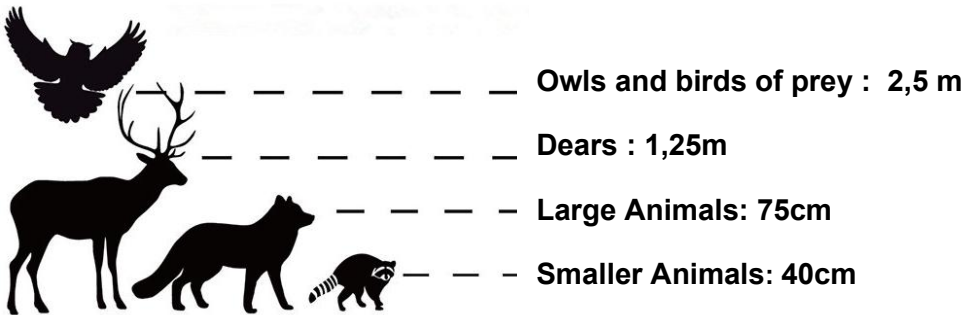 Owls and birds of prey : 2,5 m
Dears : 1,25m
Large Animals: 75cm
Smaller Animals: 40cm